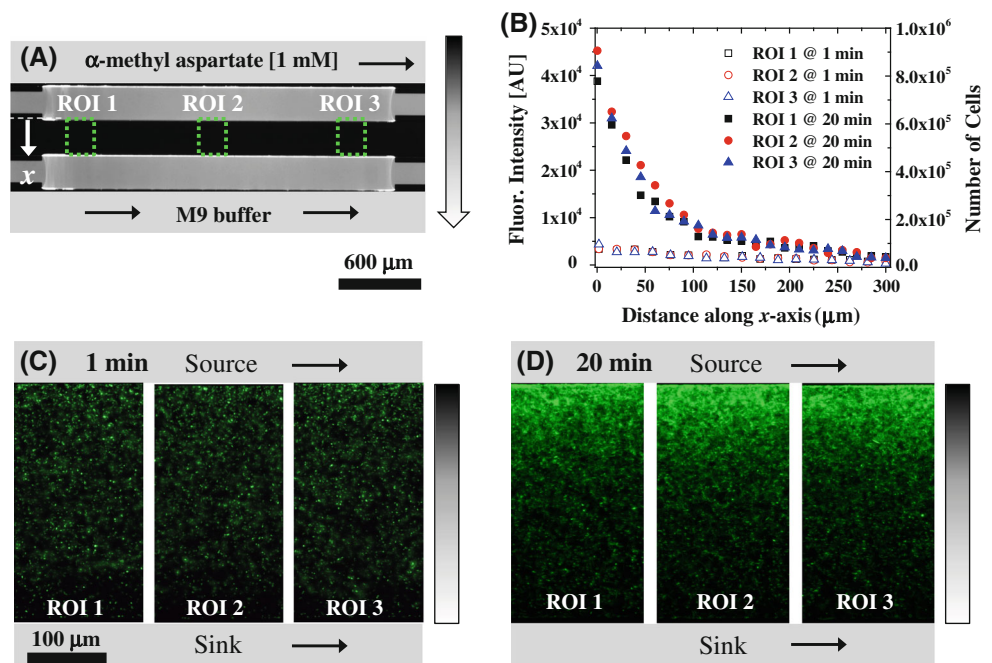 (A)
α-methyl aspartate [1 mM]
ROI 1
ROI 2
ROI 3
x
M9 buffer
600 µm
(B)
Fluor. Intensity [AU]
5x10⁴
4x10⁴
3x10⁴
2x10⁴
1x10⁴
0
ROI 1 @ 1 min
ROI 2 @ 1 min
ROI 3 @ 1 min
ROI 1 @ 20 min
ROI 2 @ 20 min
ROI 3 @ 20 min
1.0x10⁶
8.0x10⁵
6.0x10⁵
4.0x10⁵
2.0x10⁵
0.0
Number of Cells
0
50
100
150
200
250
300
Distance along x-axis (µm)
(C)
1 min
Source
ROI 1
ROI 2
ROI 3
100 µm
Sink
(D)
20 min
Source
ROI 1
ROI 2
ROI 3
Sink